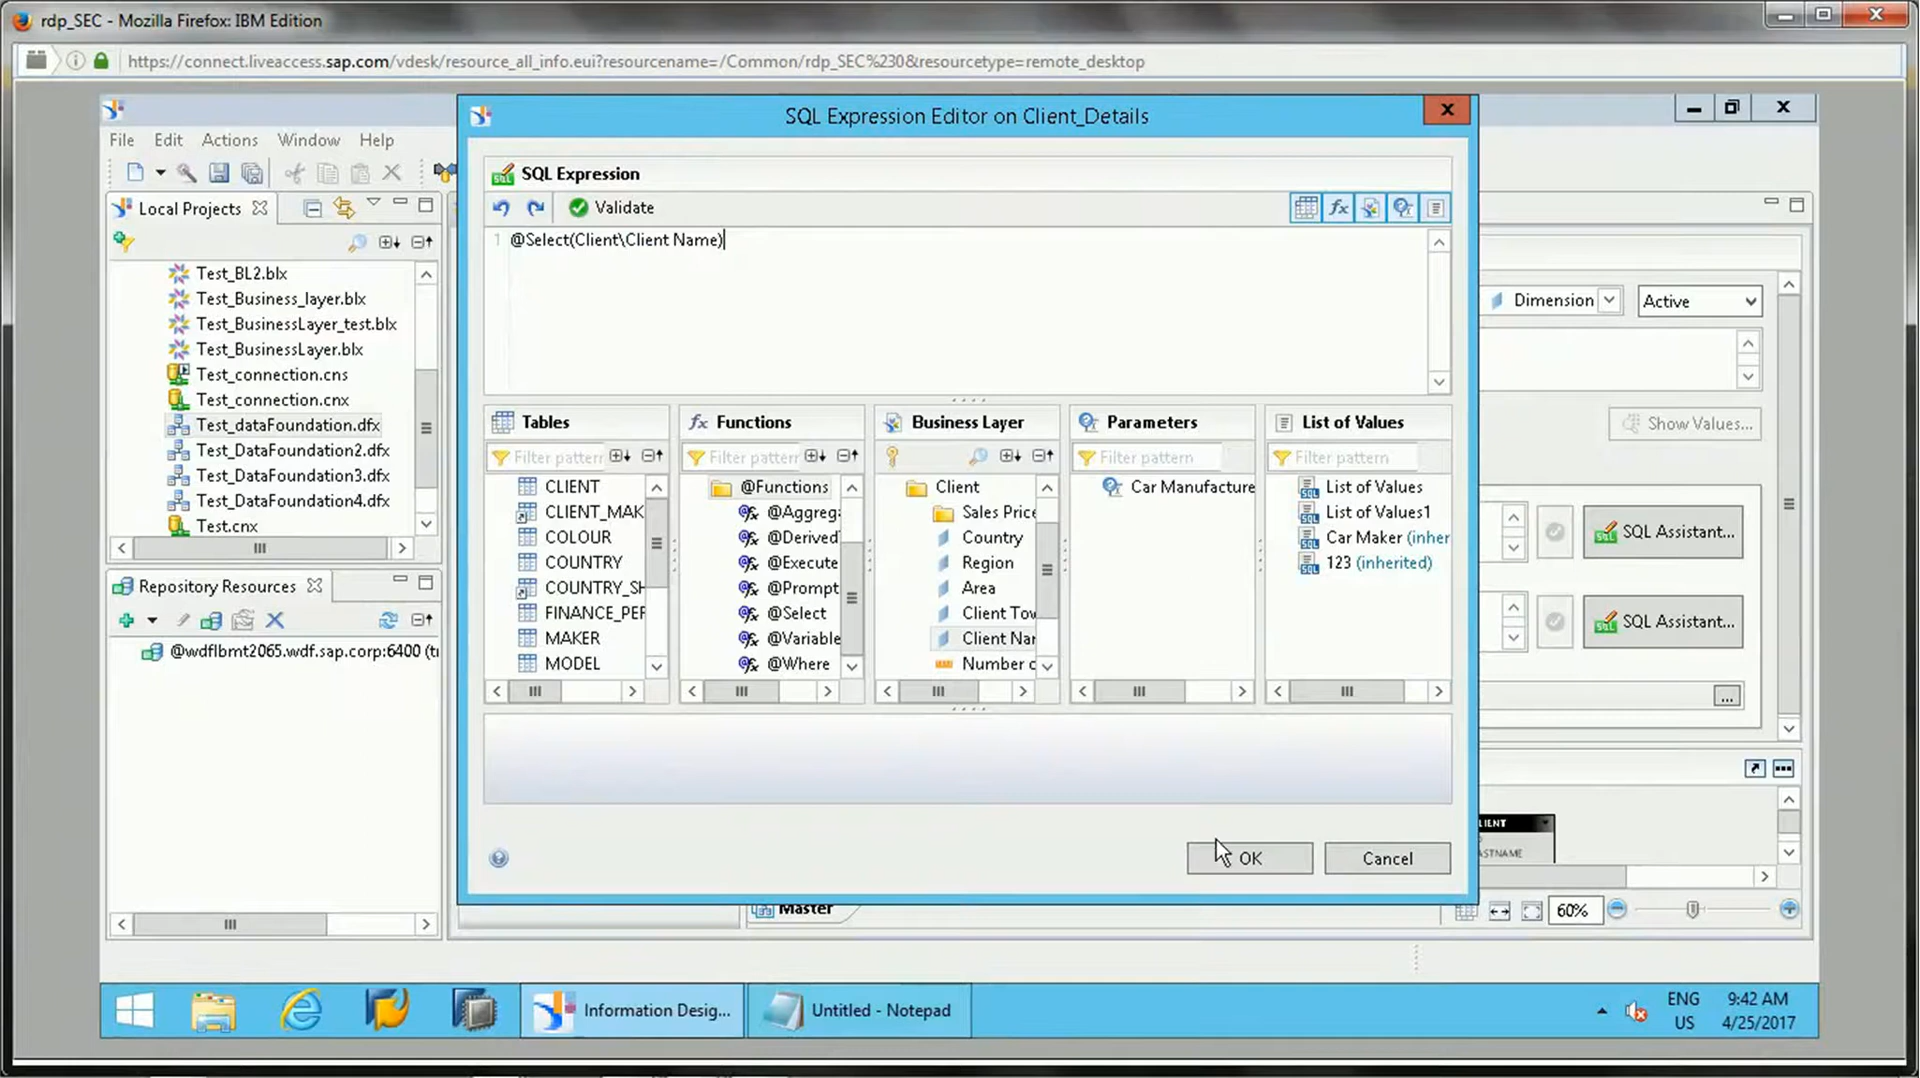 rdp_SEC - Mozilla Firefox: IBM Edition
https://connect.liveaccess.sap.com/vdesk/resource_all_info.eui?resourcename=/Common/rdp_SEC%230&resourcetype=remote_desktop
File Edit Actions Window Help
Local Projects
Test_BL2.blx
Test_Business_layer.blx
Test_BusinessLayer_test.blx
Test_BusinessLayer.blx
Test_connection.cns
Test_connection.cnx
Test_dataFoundation.dfx
Test_DataFoundation2.dfx
Test_DataFoundation3.dfx
Test_DataFoundation4.dfx
Test.cnx
Repository Resources
@wdflbmt2065.wdf.sap.corp:6400 (tr
SQL Expression Editor on Client_Details
SQL Expression
Validate
1 @Select(Client\Client Name)
Tables
Filter pattern
CLIENT
CLIENT_MAK
COLOUR
COUNTRY
COUNTRY_SH
FINANCE_PER
MAKER
MODEL
Functions
Filter pattern
@Functions
@Aggreg
@Derived
@Execute
@Prompt
@Select
@Variable
@Where
Business Layer
Client
Sales Price
Country
Region
Area
Client Tow
Client Nar
Number o
Parameters
Filter pattern
Car Manufacture
List of Values
Filter pattern
List of Values
List of Values1
Car Maker (inher
123 (inherited)
OK
Cancel
Dimension
Active
Show Values...
SQL Assistant...
SQL Assistant...
...
LIENT
ASTNAME
Master
60%
Information Desig...
Untitled - Notepad
ENG
US
9:42 AM
4/25/2017